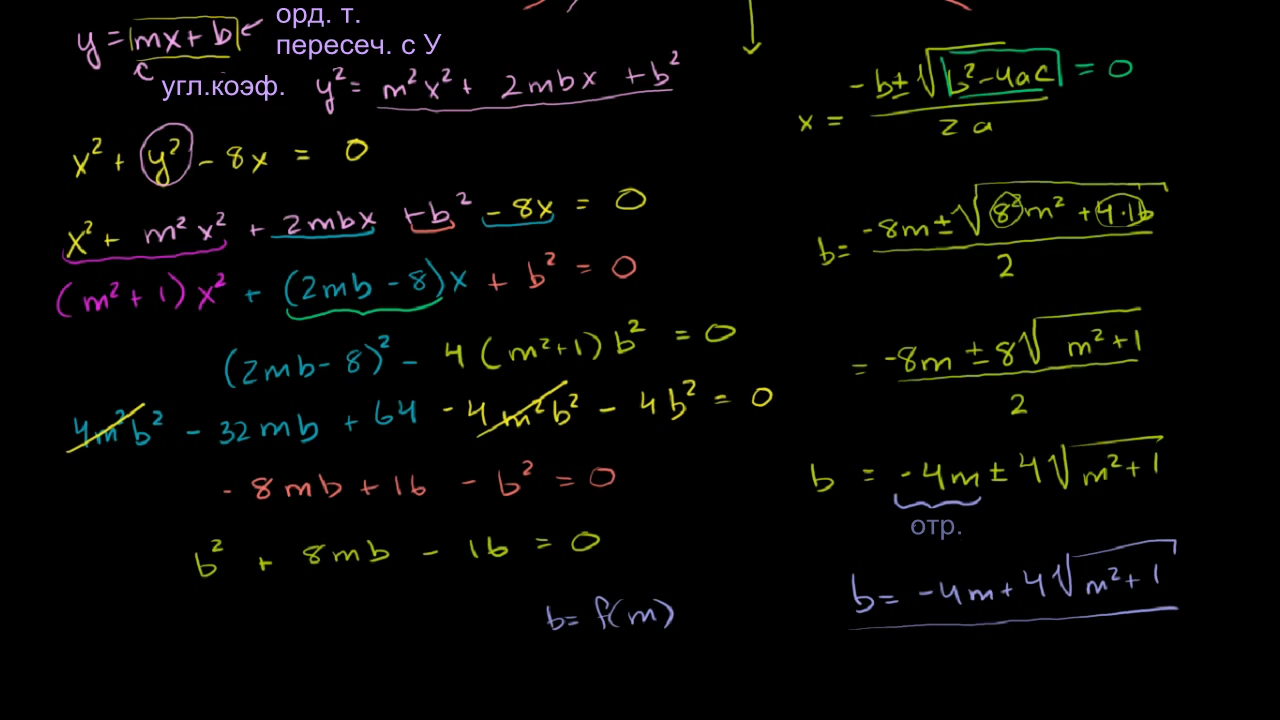 y = mx + b
орд. т.
пересеч. с У
угл.коэф.
y² = m²x² + 2mbx + b²
x² + y² - 8x = 0
x² + m²x² + 2mbx + b² - 8x = 0
(m² + 1)x² + (2mb - 8)x + b² = 0
(2mb - 8)² - 4(m² + 1)b² = 0
4m²b² - 32mb + 64 - 4m²b² - 4b² = 0
- 8mb + 16 - b² = 0
b² + 8mb - 16 = 0
b = f(m)
x = (-b ± √(b² - 4ac)) / 2a = 0
b = (-8m ± √(8²m² + 4·16)) / 2
= (-8m ± 8√(m² + 1)) / 2
b = -4m ± 4√(m² + 1)
отр.
b = -4m + 4√(m² + 1)